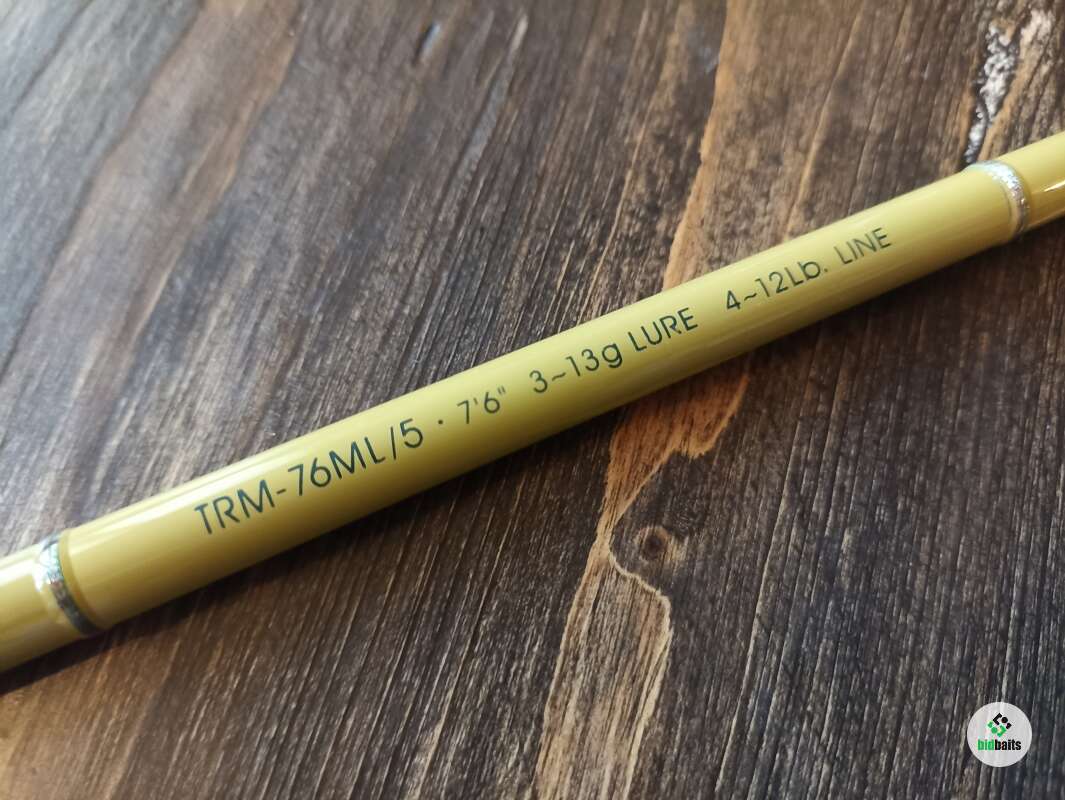 TRM-76ML/5 · 7'6" 3~13g LURE 4~12Lb. LINE
bidbaits